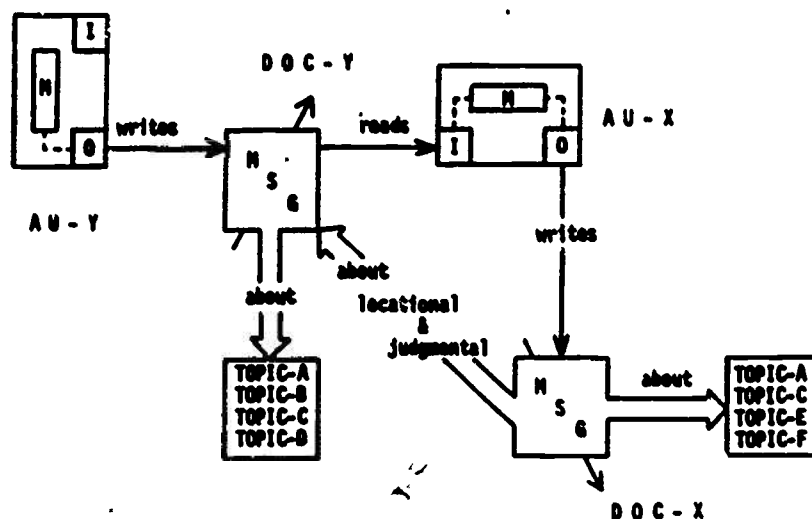 I
M
O
writes
AU-Y
DOC-Y
M
S
G
reads
M
I
O
AU-X
writes
about
TOPIC-A
TOPIC-B
TOPIC-C
TOPIC-D
about
locational
&
judgmental
M
S
G
about
TOPIC-A
TOPIC-C
TOPIC-E
TOPIC-F
DOC-X